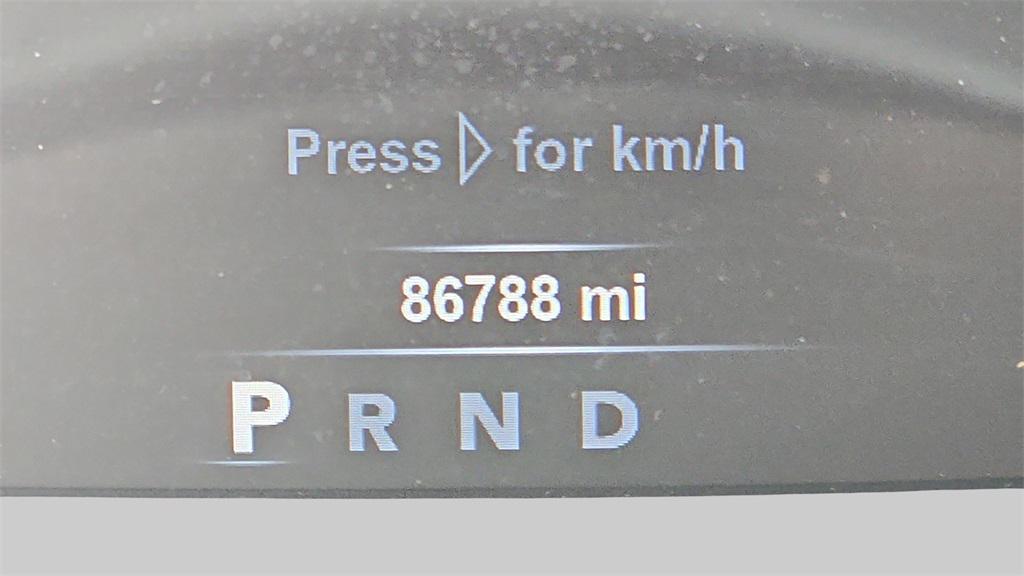 Press ▷ for km/h
86788 mi
P R N D